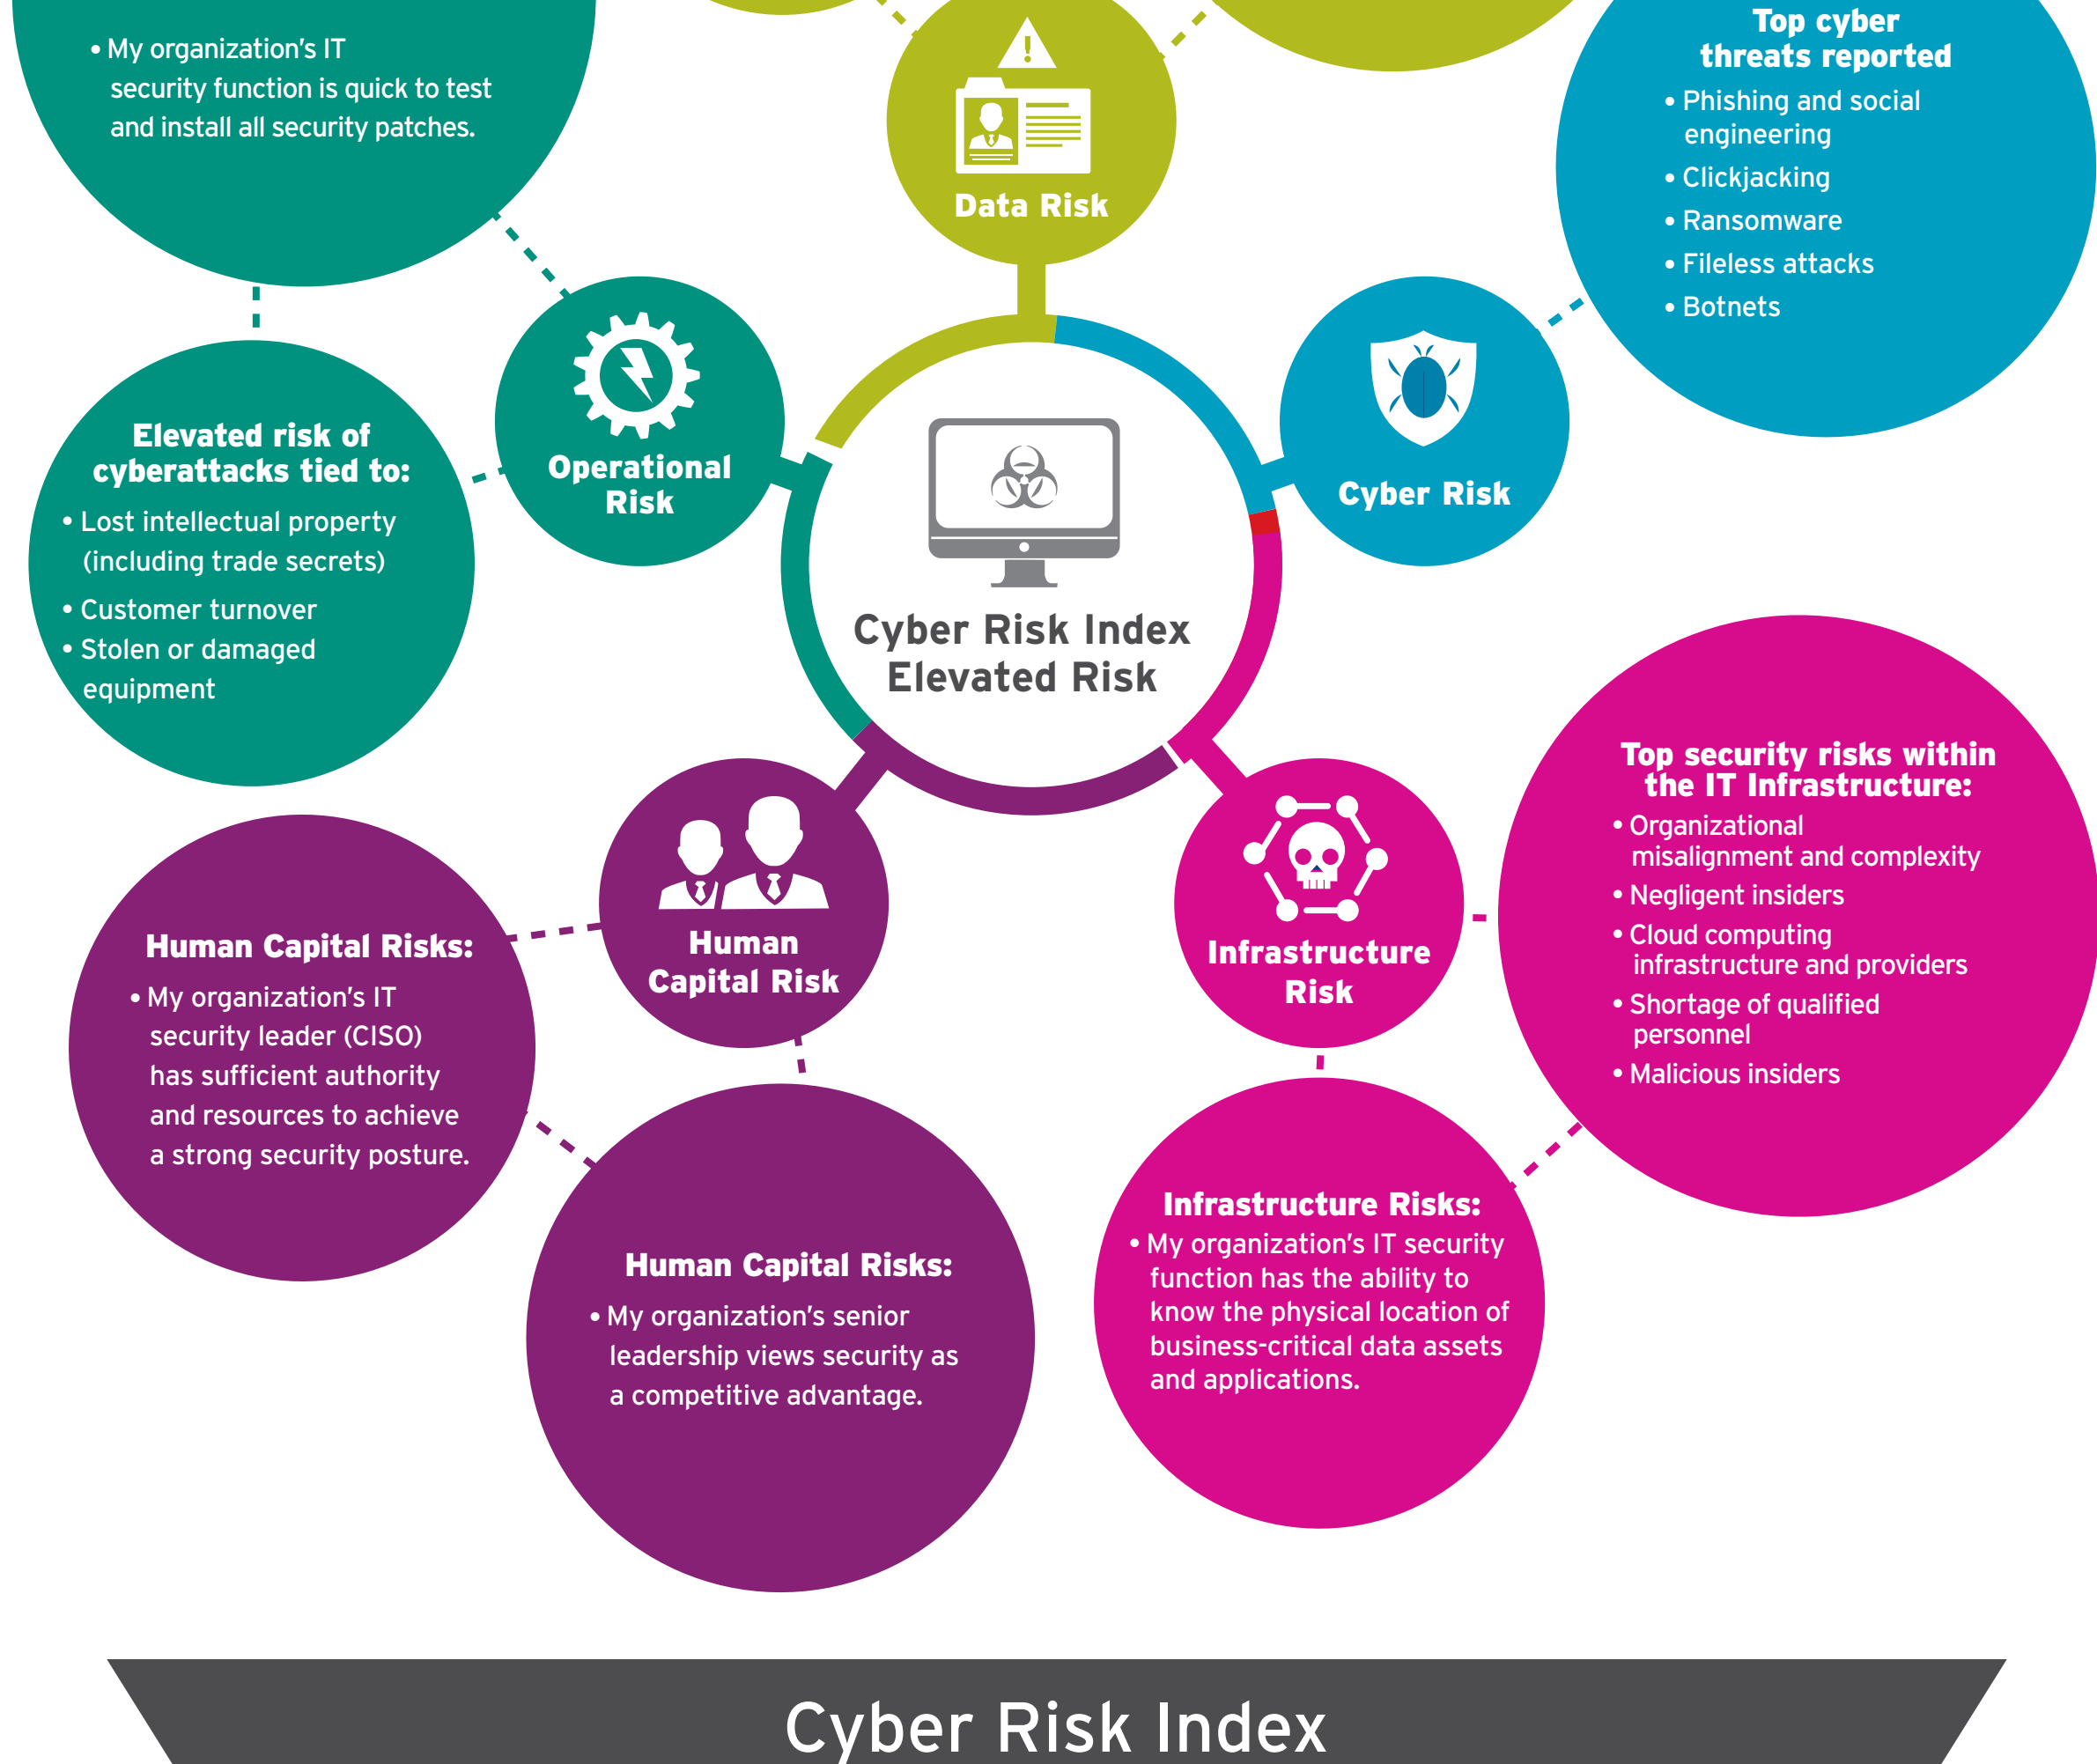 • My organization's IT
security function is quick to test
and install all security patches.
Data Risk
Top cyber
threats reported
• Phishing and social
engineering
• Clickjacking
• Ransomware
• Fileless attacks
• Botnets
Operational
Risk
Cyber Risk
Elevated risk of
cyberattacks tied to:
• Lost intellectual property
(including trade secrets)
• Customer turnover
• Stolen or damaged
equipment
Cyber Risk Index
Elevated Risk
Top security risks within
the IT Infrastructure:
• Organizational
misalignment and complexity
• Negligent insiders
• Cloud computing
infrastructure and providers
• Shortage of qualified
personnel
• Malicious insiders
Human
Capital Risk
Infrastructure
Risk
Human Capital Risks:
• My organization's IT
security leader (CISO)
has sufficient authority
and resources to achieve
a strong security posture.
Human Capital Risks:
• My organization's senior
leadership views security as
a competitive advantage.
Infrastructure Risks:
• My organization's IT security
function has the ability to
know the physical location of
business-critical data assets
and applications.
Cyber Risk Index